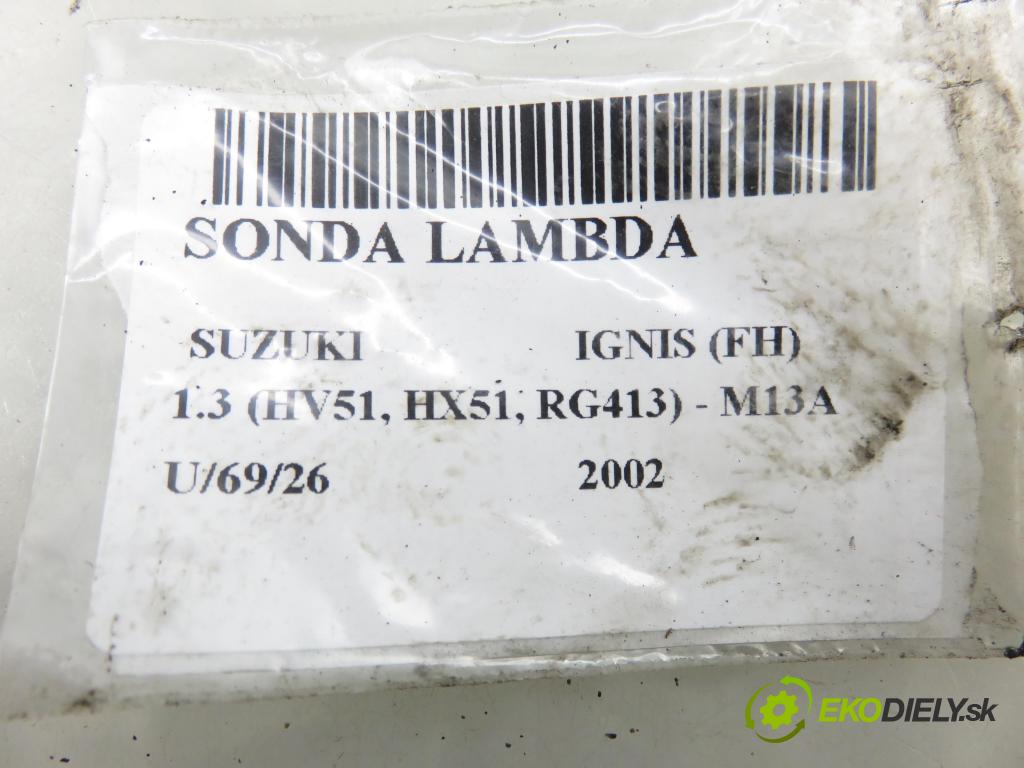 SONDA LAMBDA
SUZUKI IGNIS (FH)
1.3 (HV51, HX51, RG413) - M13A
U/69/26 2002
EKODIELY.sk